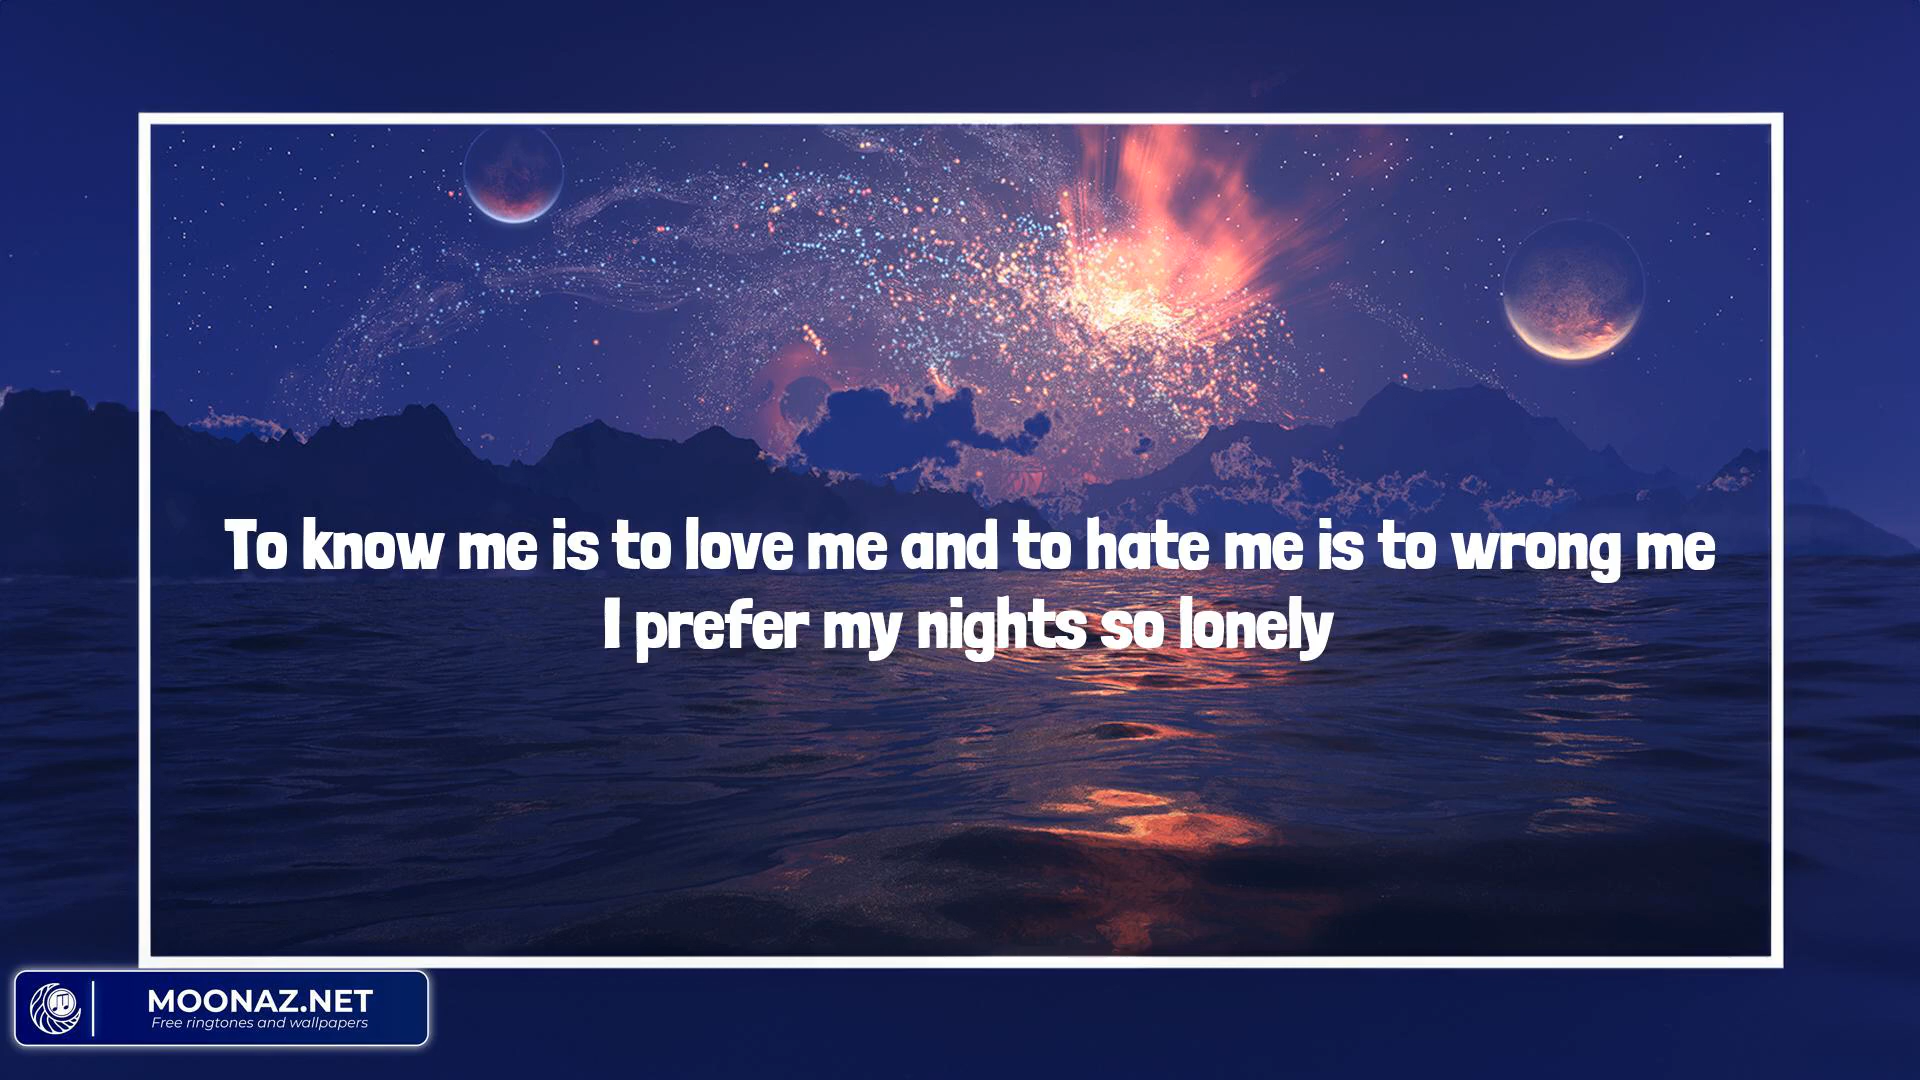 To know me is to love me and to hate me is to wrong me
I prefer my nights so lonely
MOONAZ.NET
Free ringtones and wallpapers